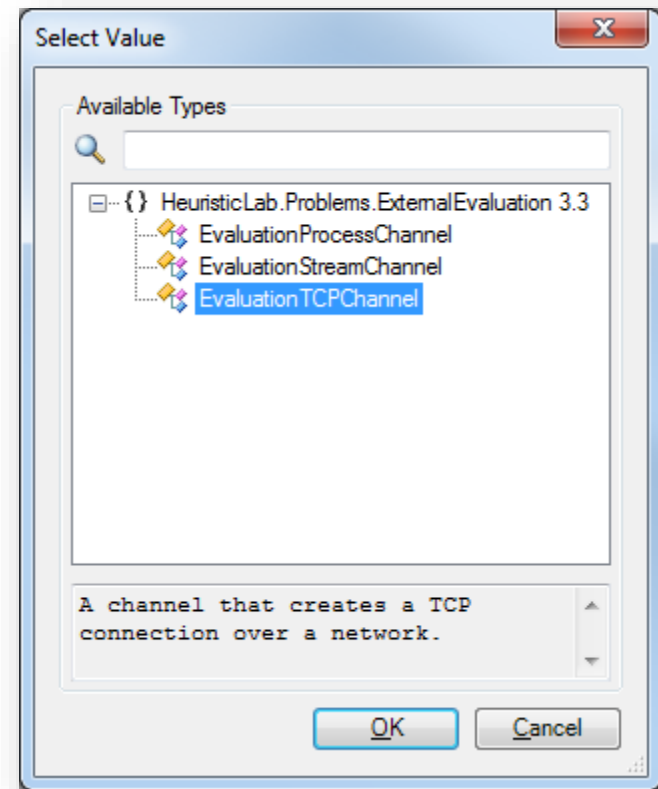 Select Value
Available Types
{} HeuristicLab.Problems.ExternalEvaluation 3.3
EvaluationProcessChannel
EvaluationStreamChannel
EvaluationTCPChannel
A channel that creates a TCP
connection over a network.
OK Cancel